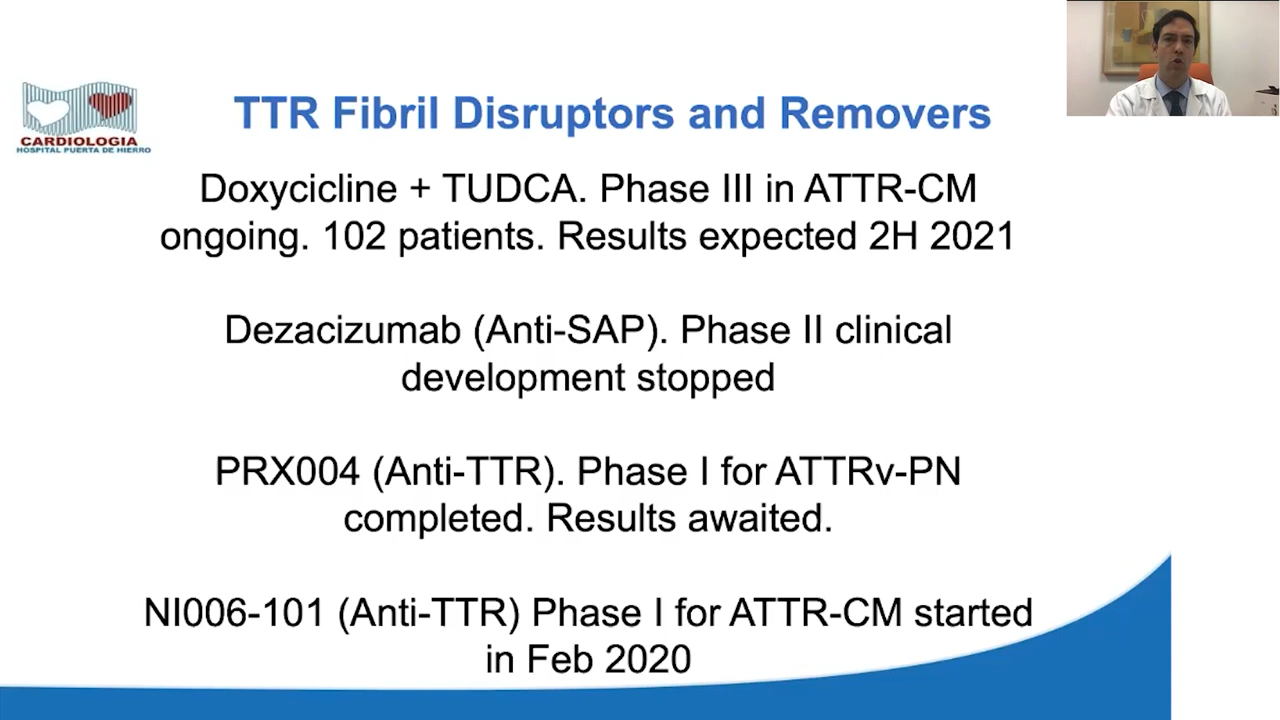 CARDIOLOGIA
HOSPITAL PUERTA DE HIERRO
TTR Fibril Disruptors and Removers
Doxycicline + TUDCA. Phase III in ATTR-CM
ongoing. 102 patients. Results expected 2H 2021
Dezacizumab (Anti-SAP). Phase II clinical
development stopped
PRX004 (Anti-TTR). Phase I for ATTRv-PN
completed. Results awaited.
NI006-101 (Anti-TTR) Phase I for ATTR-CM started
in Feb 2020